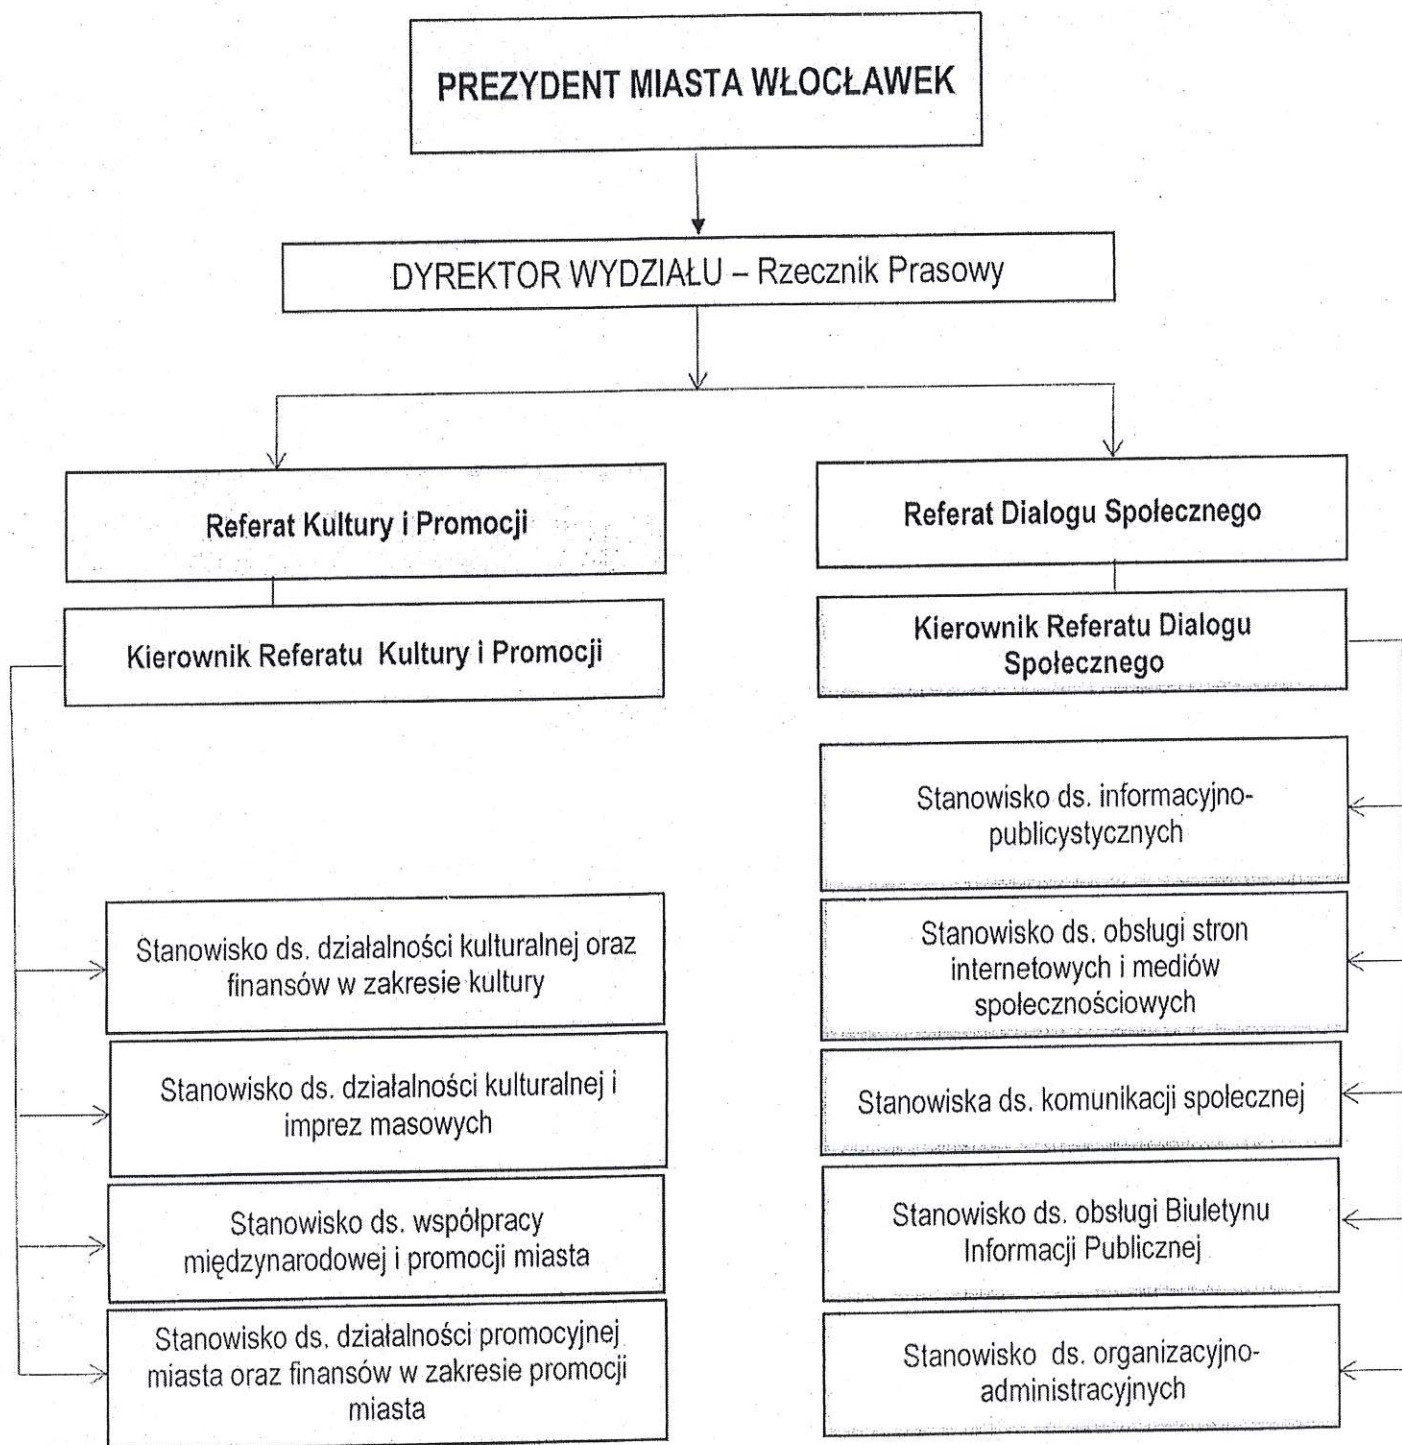 PREZYDENT MIASTA WŁOCŁAWEK
DYREKTOR WYDZIAŁU – Rzecznik Prasowy
Referat Kultury i Promocji
Kierownik Referatu Kultury i Promocji
Stanowisko ds. działalności kulturalnej oraz
finansów w zakresie kultury
Stanowisko ds. działalności kulturalnej i
imprez masowych
Stanowisko ds. współpracy
międzynarodowej i promocji miasta
Stanowisko ds. działalności promocyjnej
miasta oraz finansów w zakresie promocji
miasta
Referat Dialogu Społecznego
Kierownik Referatu Dialogu
Społecznego
Stanowisko ds. informacyjno-
publicystycznych
Stanowisko ds. obsługi stron
internetowych i mediów
społecznościowych
Stanowiska ds. komunikacji społecznej
Stanowisko ds. obsługi Biuletynu
Informacji Publicznej
Stanowisko ds. organizacyjno-
administracyjnych